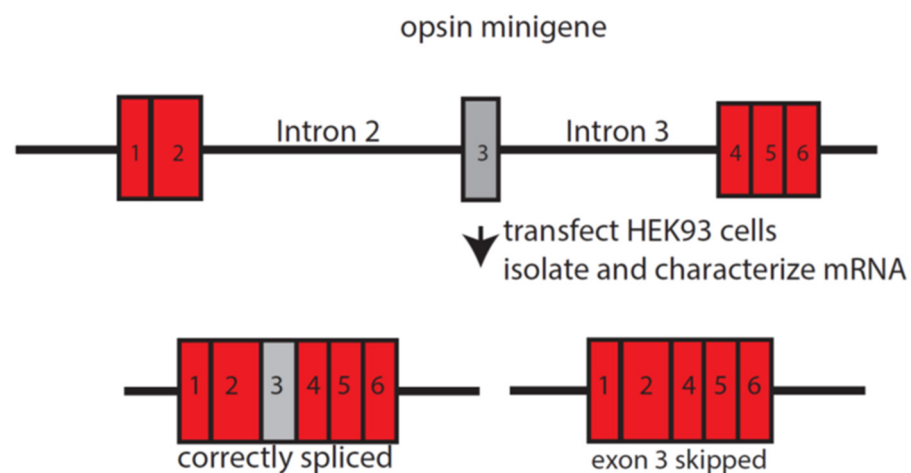 opsin minigene
1 2 Intron 2 3 Intron 3 4 5 6
transfect HEK93 cells
isolate and characterize mRNA
1 2 3 4 5 6
1 2 4 5 6
correctly spliced
exon 3 skipped